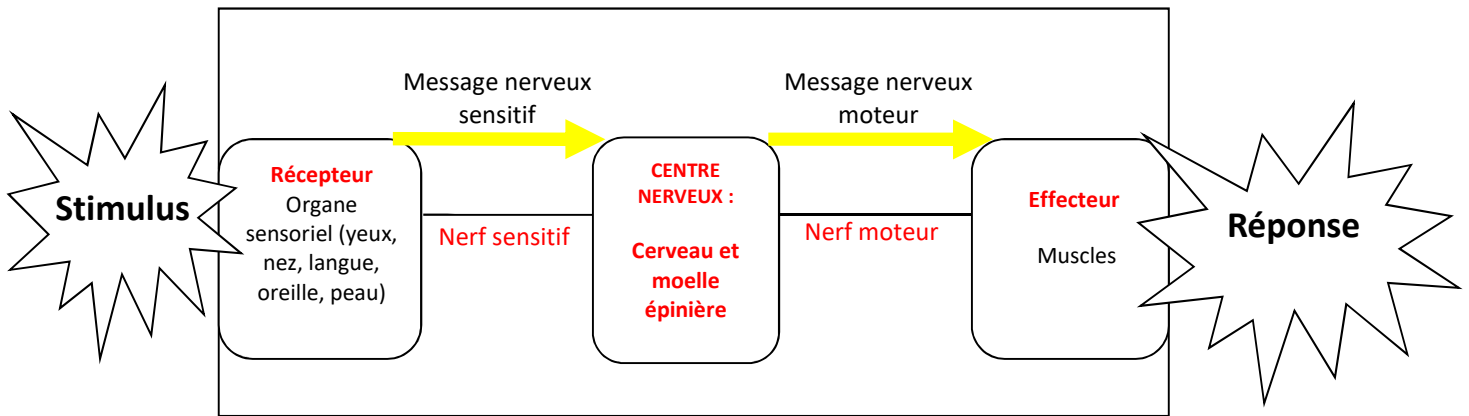 Message nerveux
sensitif
Message nerveux
moteur
Stimulus
Récepteur
Organe
sensoriel (yeux,
nez, langue,
oreille, peau)
Nerf sensitif
CENTRE
NERVEUX :
Cerveau et
moelle
épinière
Nerf moteur
Effecteur
Muscles
Réponse